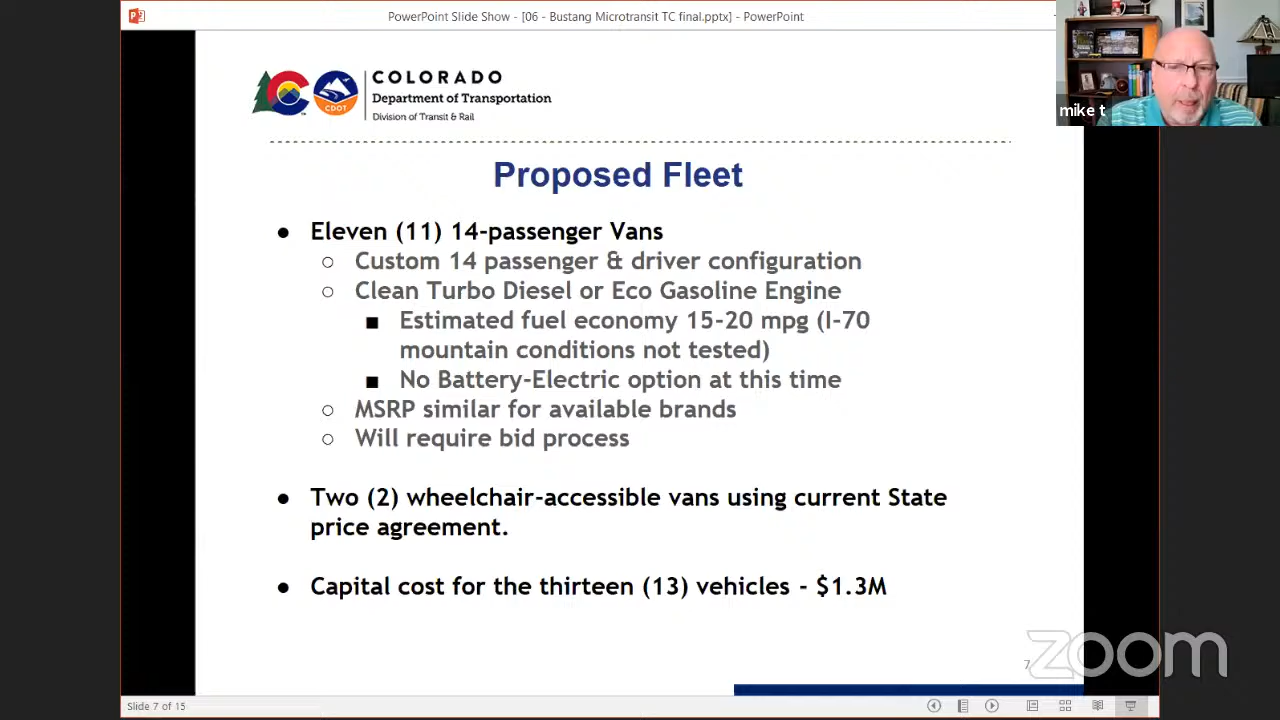 PowerPoint Slide Show - [06 - Bustang Microtransit TC final.pptx] - PowerPoint
mike t
COLORADO
Department of Transportation
CDOT
Division of Transit & Rail
Proposed Fleet
● Eleven (11) 14-passenger Vans
○ Custom 14 passenger & driver configuration
○ Clean Turbo Diesel or Eco Gasoline Engine
■ Estimated fuel economy 15-20 mpg (I-70
mountain conditions not tested)
■ No Battery-Electric option at this time
○ MSRP similar for available brands
○ Will require bid process
● Two (2) wheelchair-accessible vans using current State
price agreement.
● Capital cost for the thirteen (13) vehicles - $1.3M
7
zoom
Slide 7 of 15